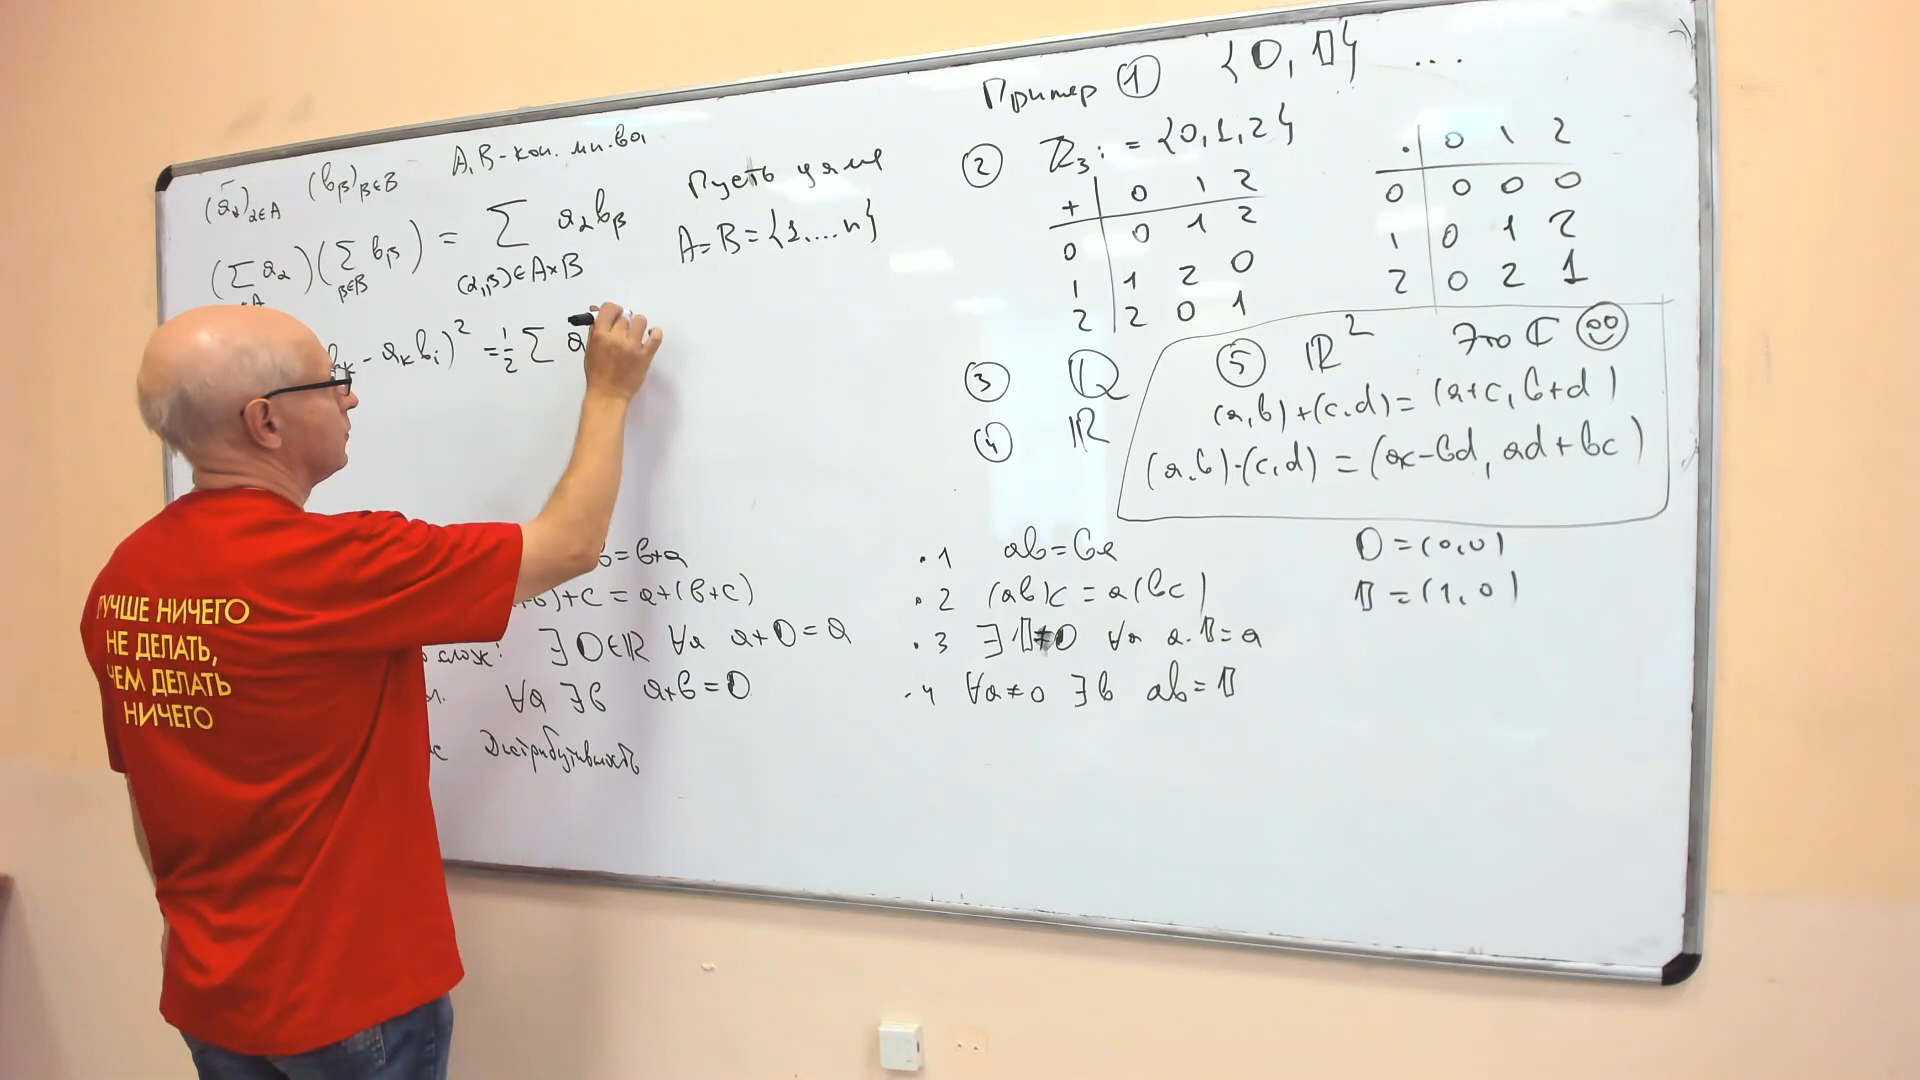 (a_α)_{α∈A} (b_β)_{β∈B} A, B - кон. мн. во,
(∑ a_α)(∑_{β∈B} b_β) = ∑_{(α,β)∈A×B} a_α b_β
Пусть
A=B={1,...,n}
b_k - a_k b_i)² = 1/2 ∑ a
b=b+a
+b)+c = a+(b+c)
слож: ∃ 𝟘∈ℝ ∀a a+𝟘=a
∀a ∃b a+b=𝟘
Дистрибутивность
Пример ① {𝟘, 𝟙} ...
② ℤ₃ : = {0,1,2}
+ | 0 1 2
0 | 0 1 2
1 | 1 2 0
2 | 2 0 1
· | 0 1 2
0 | 0 0 0
1 | 0 1 2
2 | 0 2 1
③ ℚ
④ ℝ
⑤ ℝ² Это ℂ
(a,b)+(c,d)=(a+c, b+d)
(a,b)·(c,d) = (ac-bd, ad+bc)
𝟘 = (0,0)
𝟙 = (1,0)
·1 ab=ba
·2 (ab)c = a(bc)
·3 ∃ 𝟙≠𝟘 ∀a a·𝟙=a
·4 ∀a≠0 ∃b ab=𝟙
ЛУЧШЕ НИЧЕГО
НЕ ДЕЛАТЬ,
ЧЕМ ДЕЛАТЬ
НИЧЕГО